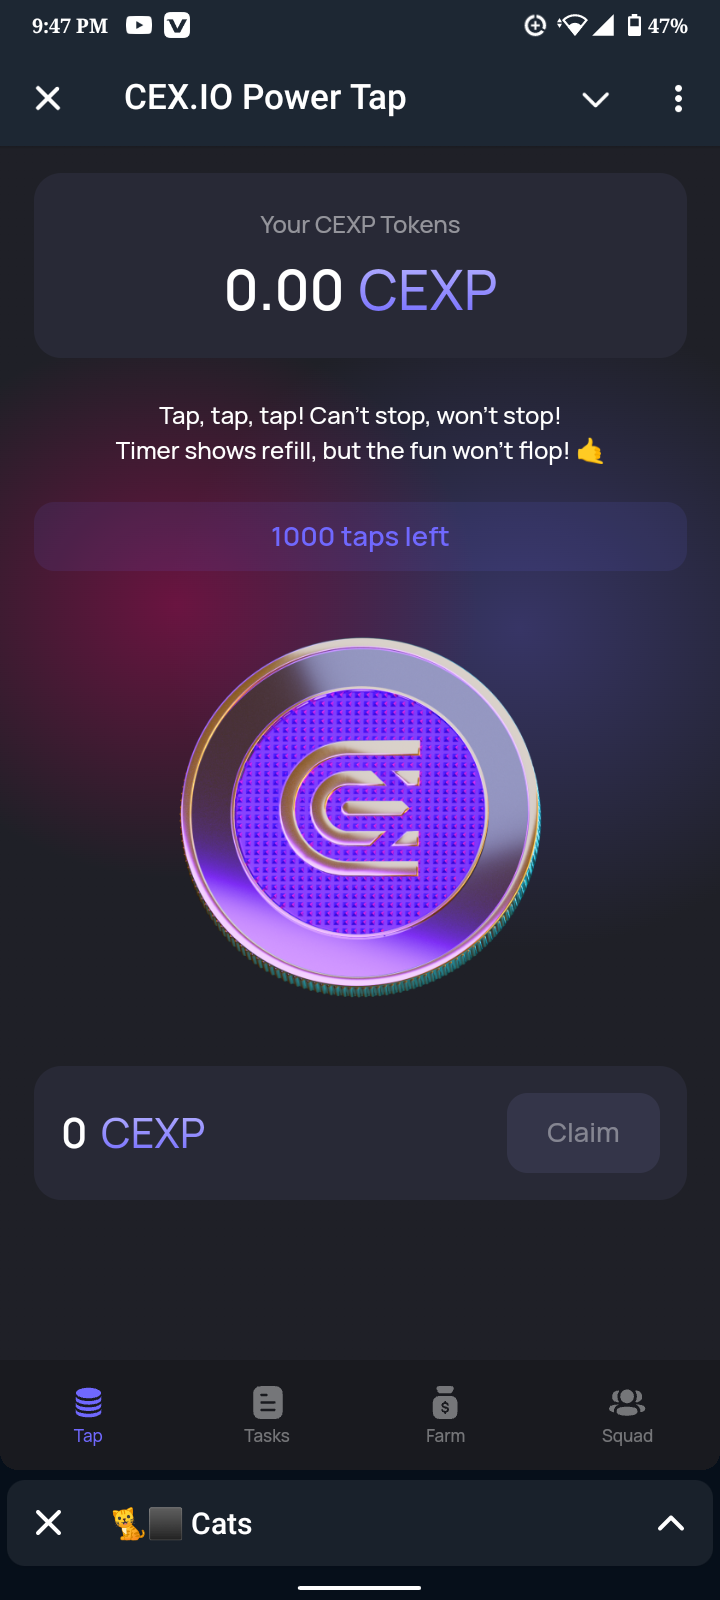 9:47 PM
47%
CEX.IO Power Tap
Your CEXP Tokens
0.00 CEXP
Tap, tap, tap! Can't stop, won't stop!
Timer shows refill, but the fun won't flop! 🤙
1000 taps left
0 CEXP
Claim
Tap
Tasks
Farm
Squad
🐈⬛ Cats